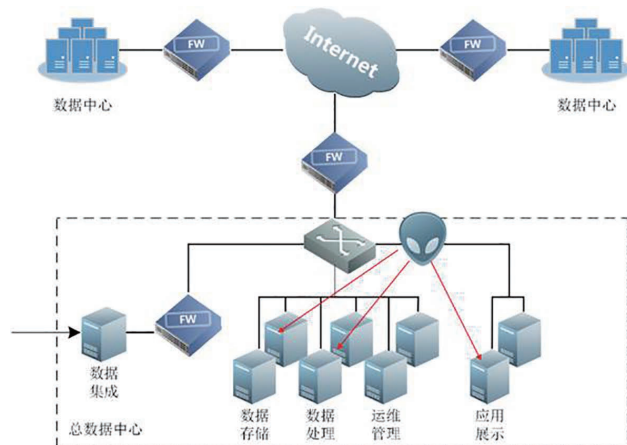 FW
Internet
FW
数据中心
数据中心
FW
FW
数据
集成
数据
存储
数据
处理
运维
管理
应用
展示
总数据中心